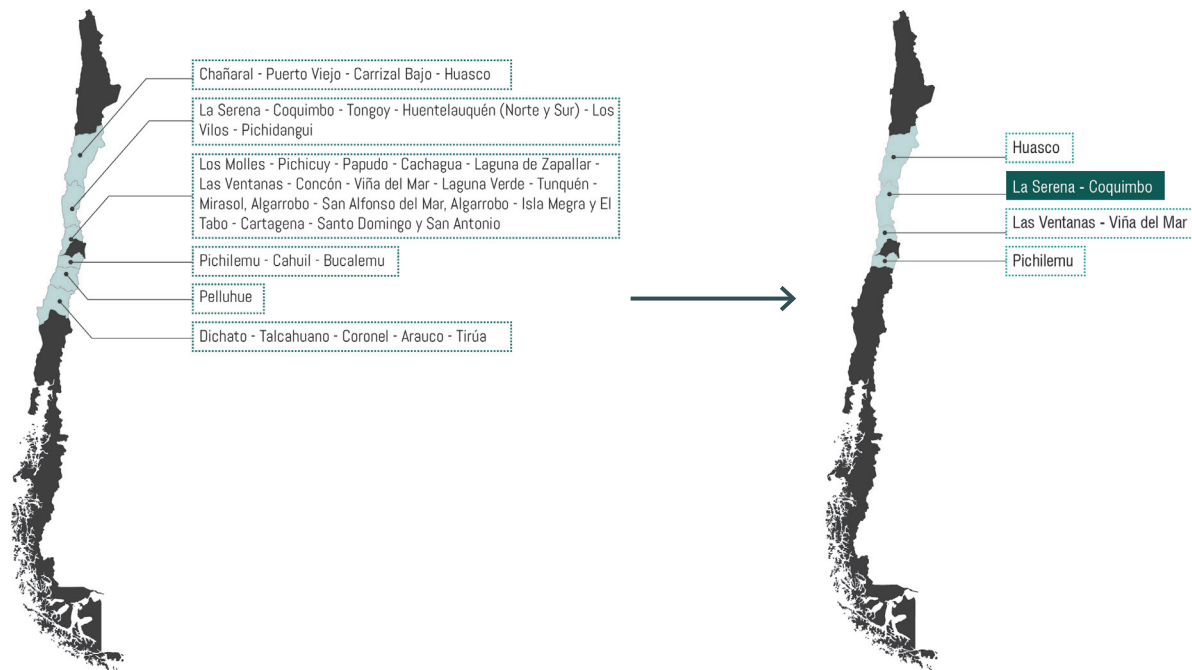 Chañaral - Puerto Viejo - Carrizal Bajo - Huasco
La Serena - Coquimbo - Tongoy - Huentelauquén (Norte y Sur) - Los
Vilos - Pichidangui
Los Molles - Pichicuy - Papudo - Cachagua - Laguna de Zapallar -
Las Ventanas - Concón - Viña del Mar - Laguna Verde - Tunquén -
Mirasol, Algarrobo - San Alfonso del Mar, Algarrobo - Isla Megra y El
Tabo - Cartagena - Santo Domingo y San Antonio
Pichilemu - Cahuil - Bucalemu
Pelluhue
Dichato - Talcahuano - Coronel - Arauco - Tirúa
Huasco
La Serena - Coquimbo
Las Ventanas - Viña del Mar
Pichilemu